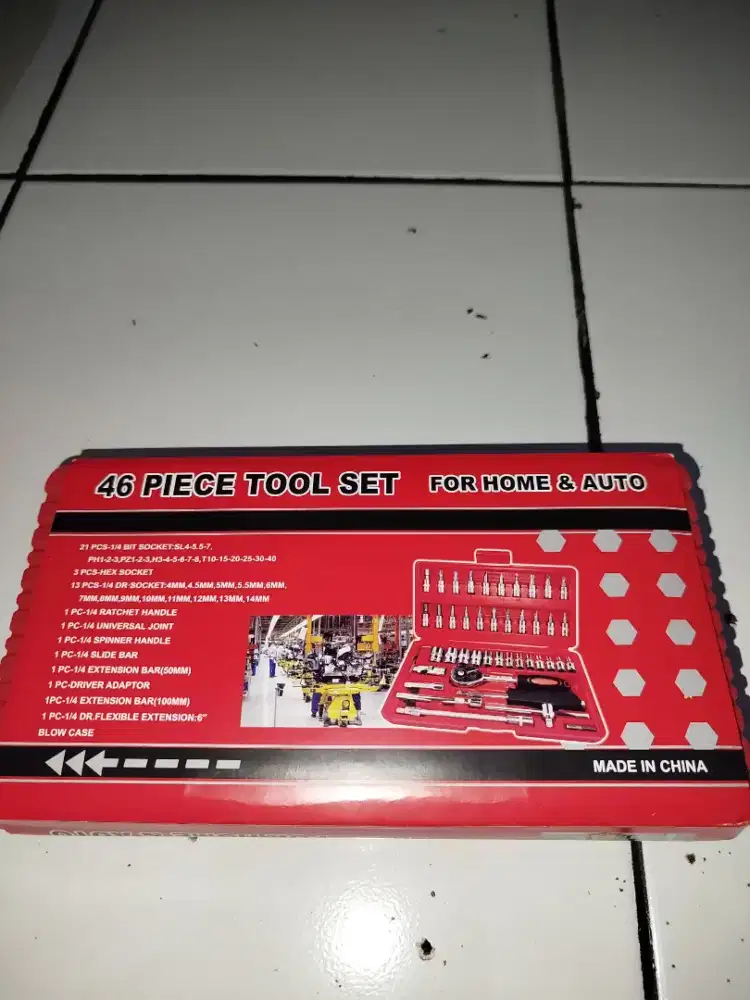 46 PIECE TOOL SET FOR HOME & AUTO
21 PCS-1/4 BIT SOCKET:SL4-5.5-7,
PH1-2-3,PZ1-2-3,H3-4-5-6-7-8,T10-15-20-25-30-40
3 PCS-HEX SOCKET
13 PCS-1/4 DR-SOCKET:4MM,4.5MM,5MM,5.5MM,6MM,
7MM,8MM,9MM,10MM,11MM,12MM,13MM,14MM
1 PC-1/4 RATCHET HANDLE
1 PC-1/4 UNIVERSAL JOINT
1 PC-1/4 SPINNER HANDLE
1 PC-1/4 SLIDE BAR
1 PC-1/4 EXTENSION BAR(50MM)
1 PC-DRIVER ADAPTOR
1PC-1/4 EXTENSION BAR(100MM)
1 PC-1/4 DR.FLEXIBLE EXTENSION:6"
BLOW CASE
MADE IN CHINA